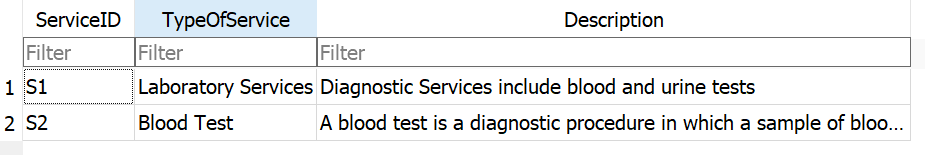 ServiceID TypeOfService Description
Filter Filter Filter
1 S1 Laboratory Services Diagnostic Services include blood and urine tests
2 S2 Blood Test A blood test is a diagnostic procedure in which a sample of bloo...